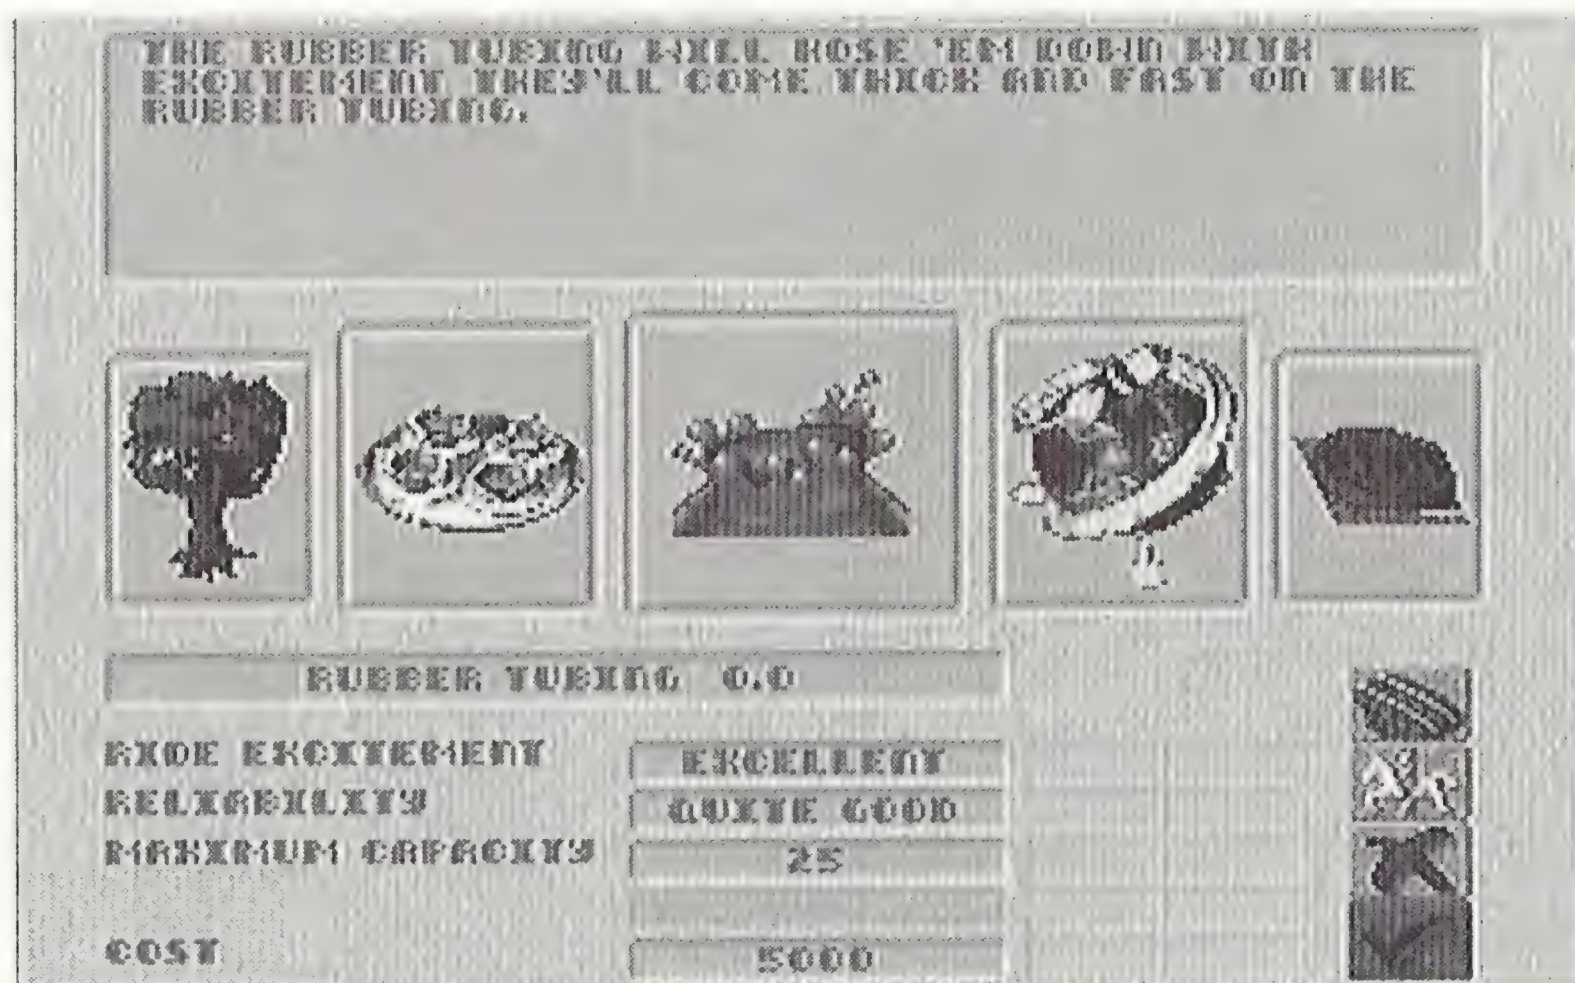 THE RUBBER TUBING WILL HOSE 'EM DOWN WITH
EXCITEMENT. THEY'LL COME THICK AND FAST ON THE
RUBBER TUBING.
RUBBER TUBING 0.0
RIDE EXCITEMENT EXCELLENT
RELIABILITY QUITE GOOD
MAXIMUM CAPACITY 25
COST 5000